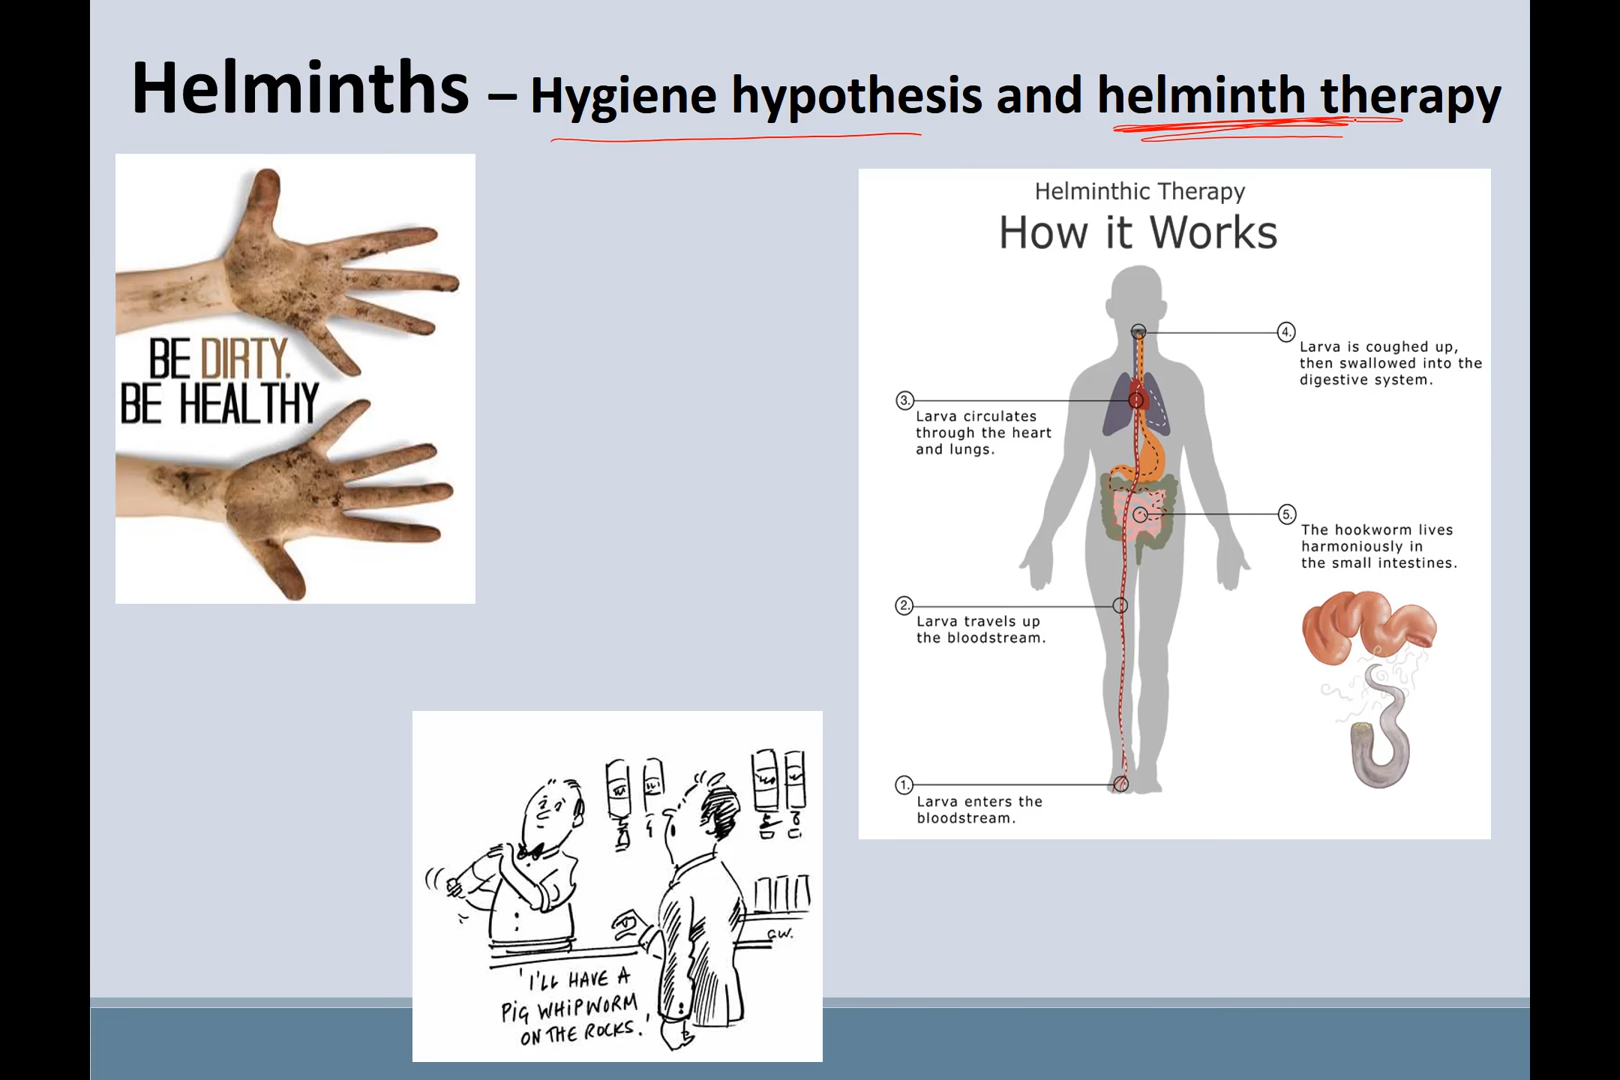 Helminths – Hygiene hypothesis and helminth therapy
BE DIRTY.
BE HEALTHY
Helminthic Therapy
How it Works
4.
Larva is coughed up,
then swallowed into the
digestive system.
3.
Larva circulates
through the heart
and lungs.
5.
The hookworm lives
harmoniously in
the small intestines.
2.
Larva travels up
the bloodstream.
1.
Larva enters the
bloodstream.
G.W.
'I'LL HAVE A
PIG WHIPWORM
ON THE ROCKS.'